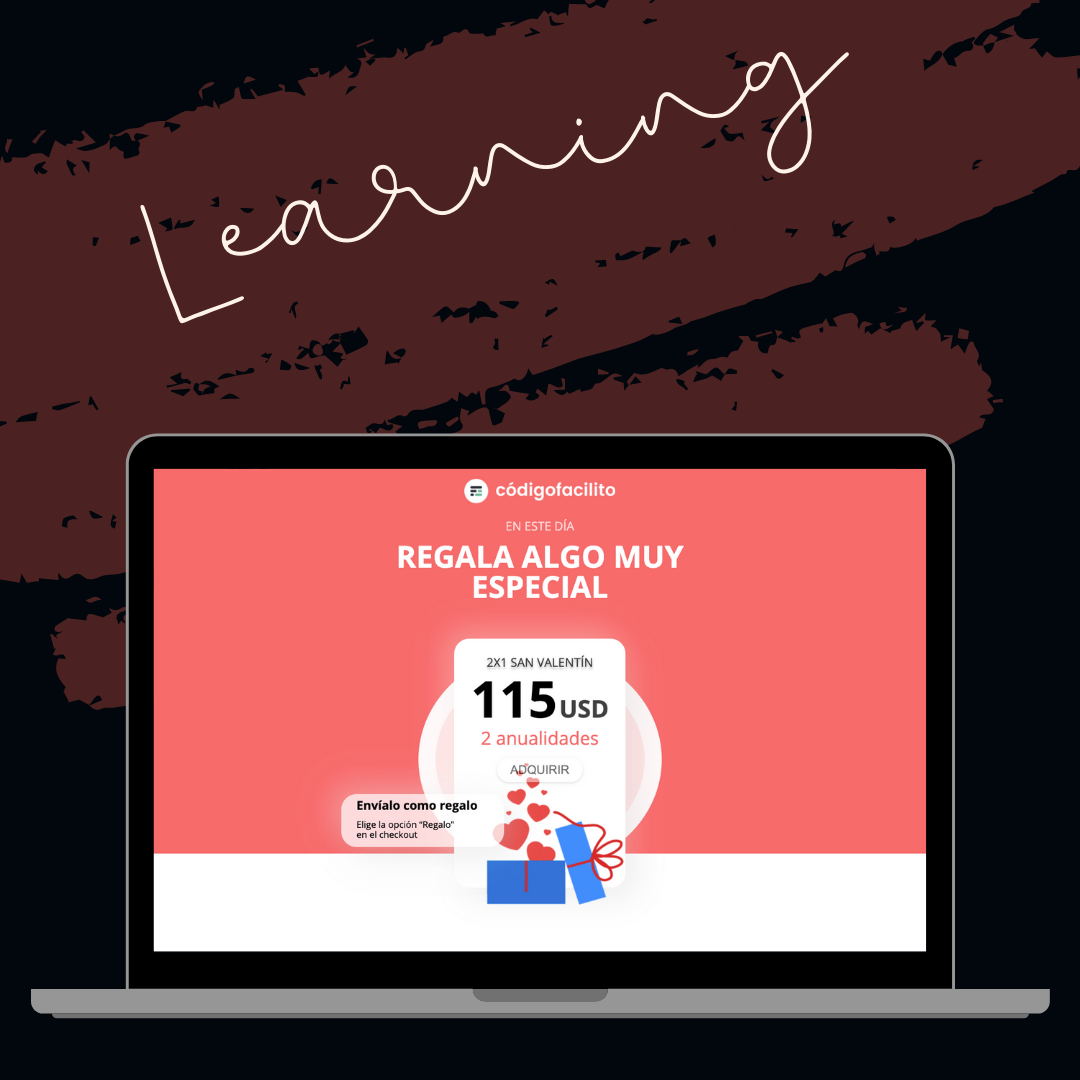 Learning
códigofacilito
EN ESTE DÍA
REGALA ALGO MUY
ESPECIAL
2X1 SAN VALENTÍN
115 USD
2 anualidades
ADQUIRIR
Envíalo como regalo
Elige la opción "Regalo"
en el checkout